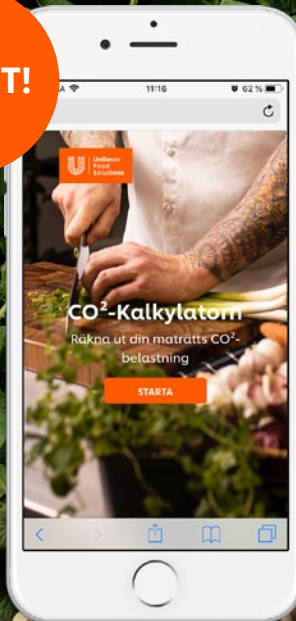 T!
A
11:16
62 %
Unilever
Food
Solutions
CO²-Kalkylatorn
Räkna ut din maträtts CO²-
belastning
STARTA